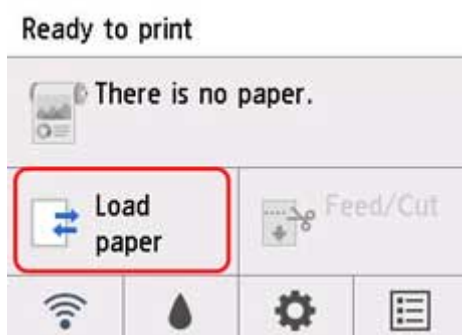 Ready to print
There is no paper.
Load
paper
Feed/Cut